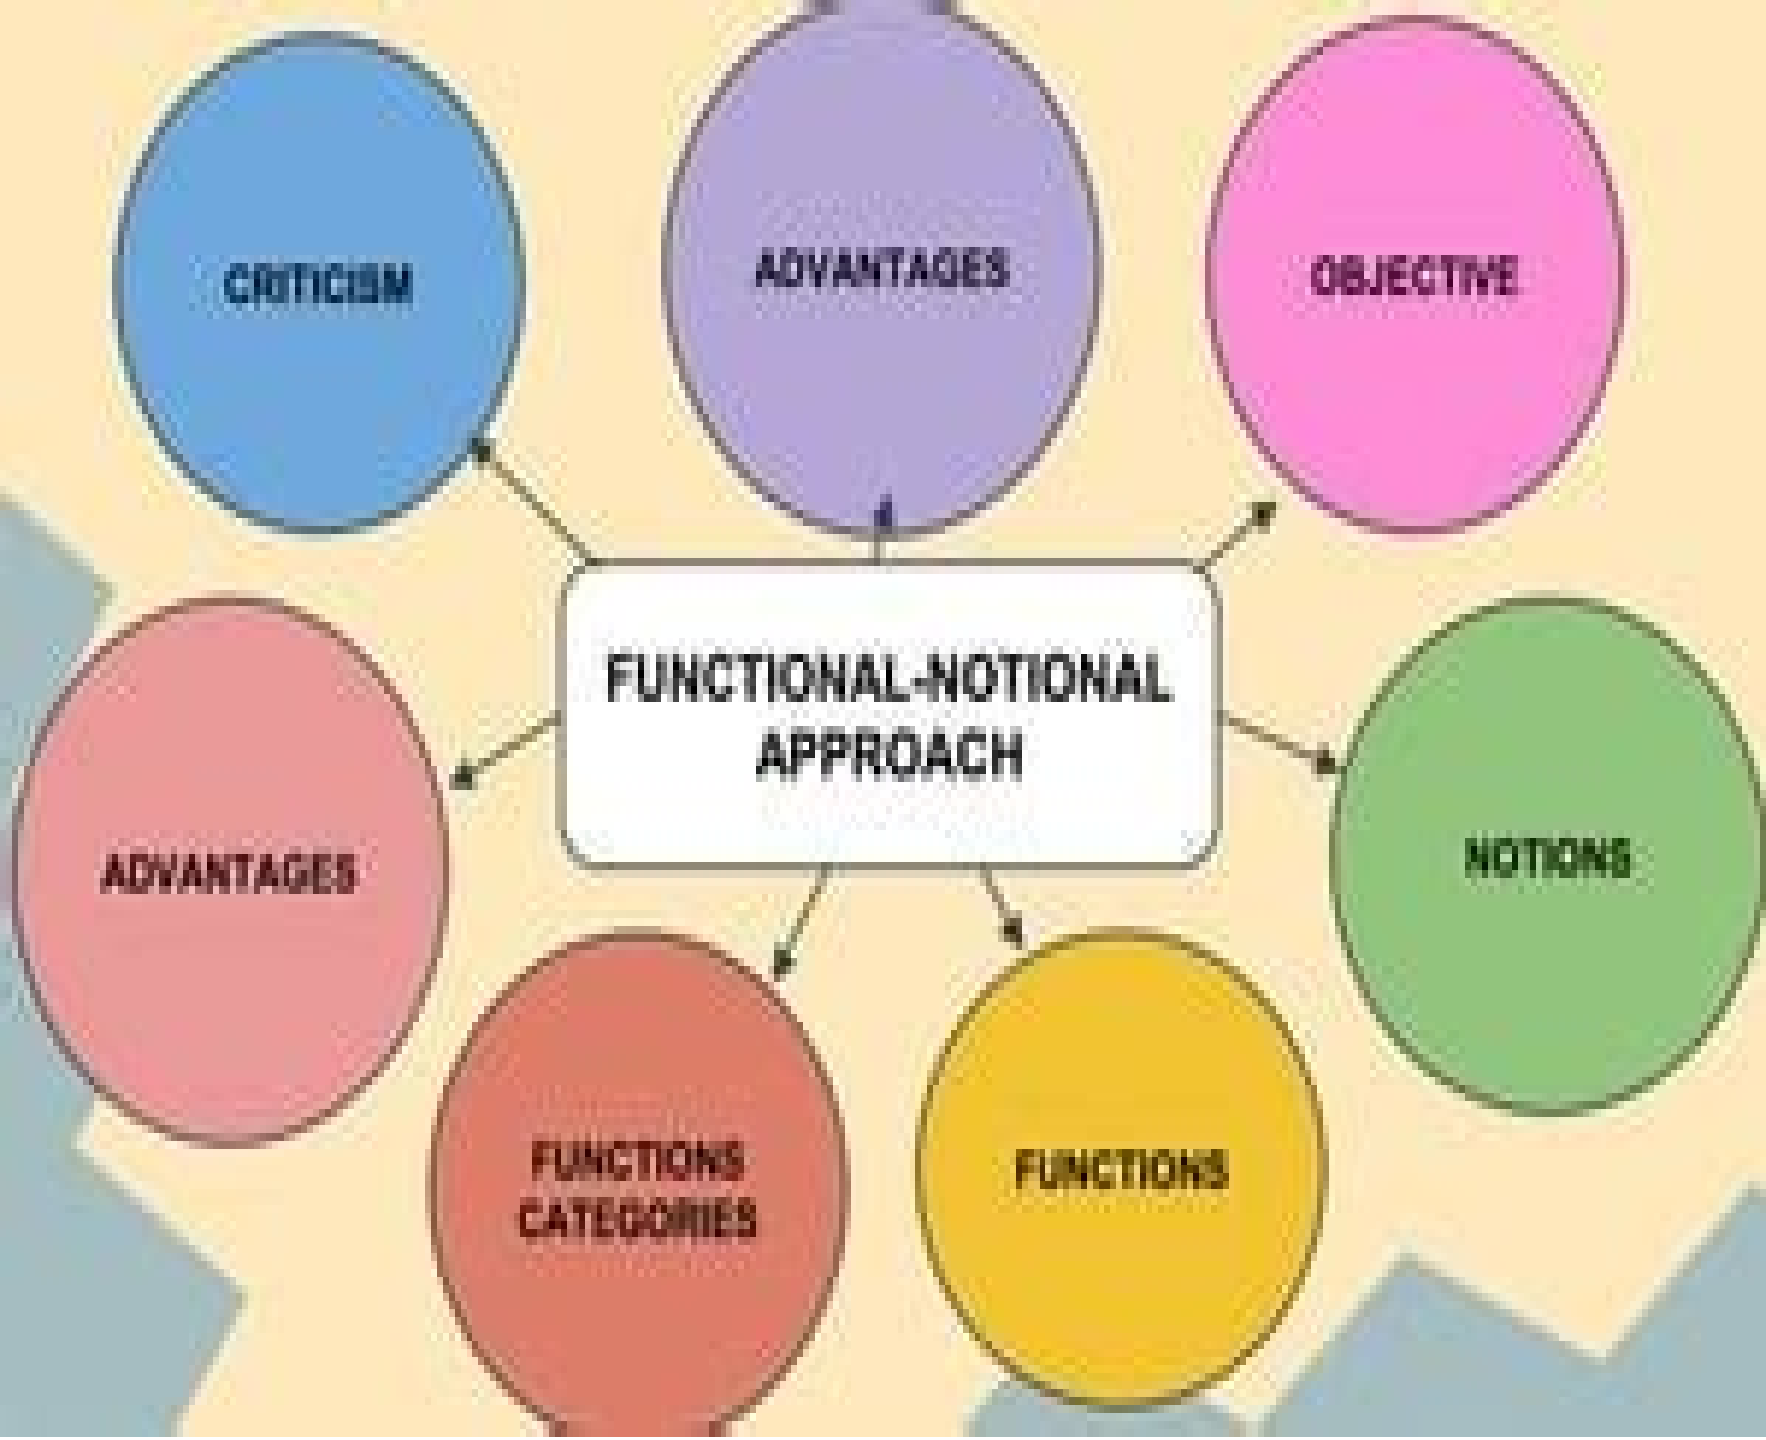 CRITICISM
ADVANTAGES
OBJECTIVE
FUNCTIONAL-NOTIONAL
APPROACH
ADVANTAGES
NOTIONS
FUNCTIONS
CATEGORIES
FUNCTIONS